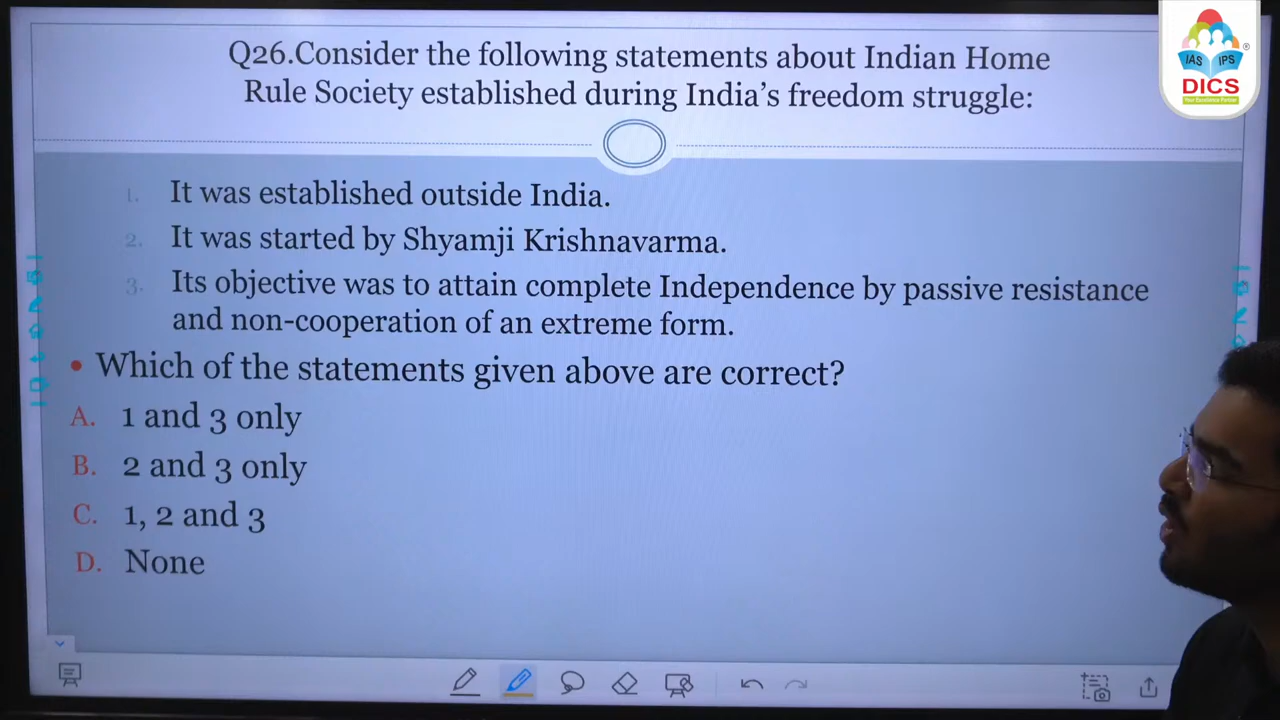 Q26.Consider the following statements about Indian Home
Rule Society established during India's freedom struggle:
IAS IPS
®
DICS
Your Excellence Partner
1. It was established outside India.
2. It was started by Shyamji Krishnavarma.
3. Its objective was to attain complete Independence by passive resistance
and non-cooperation of an extreme form.
• Which of the statements given above are correct?
A. 1 and 3 only
B. 2 and 3 only
C. 1, 2 and 3
D. None